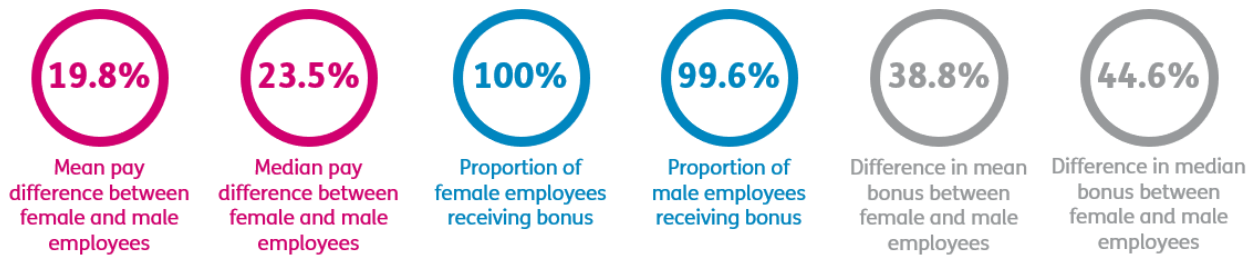 19.8%
Mean pay
difference between
female and male
employees
23.5%
Median pay
difference between
female and male
employees
100%
Proportion of
female employees
receiving bonus
99.6%
Proportion of
male employees
receiving bonus
38.8%
Difference in mean
bonus between
female and male
employees
44.6%
Difference in median
bonus between
female and male
employees